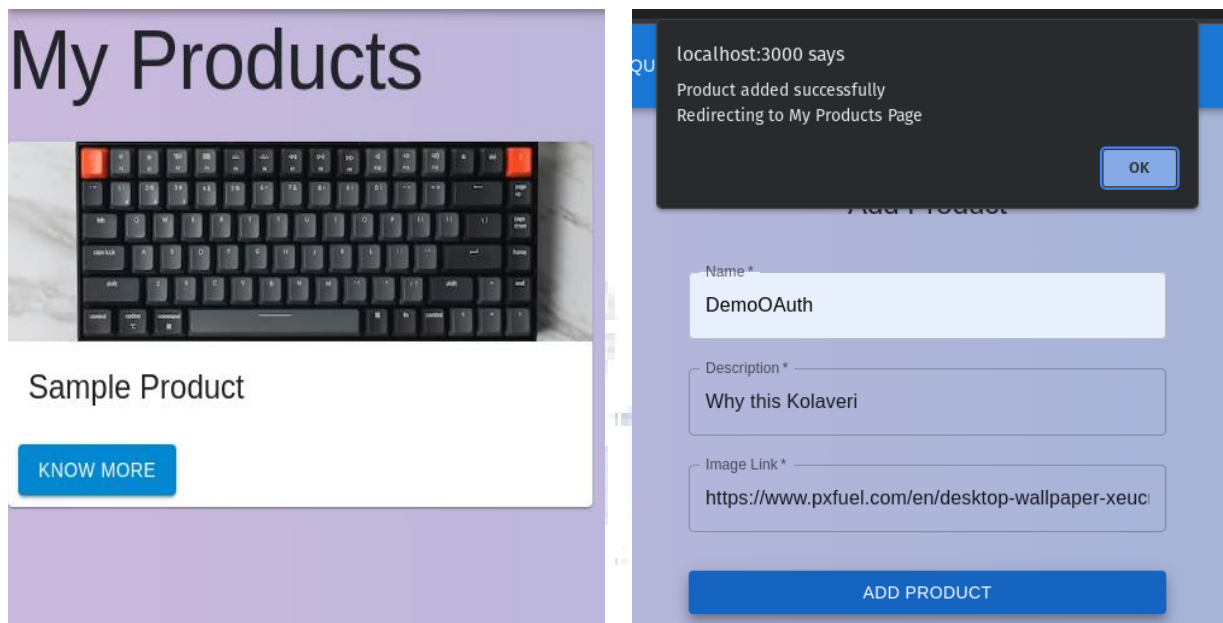 My Products
Sample Product
KNOW MORE
QU
localhost:3000 says
Product added successfully
Redirecting to My Products Page
OK
Add Product
Name *
DemoOAuth
Description *
Why this Kolaveri
Image Link *
https://www.pxfuel.com/en/desktop-wallpaper-xeuc
ADD PRODUCT